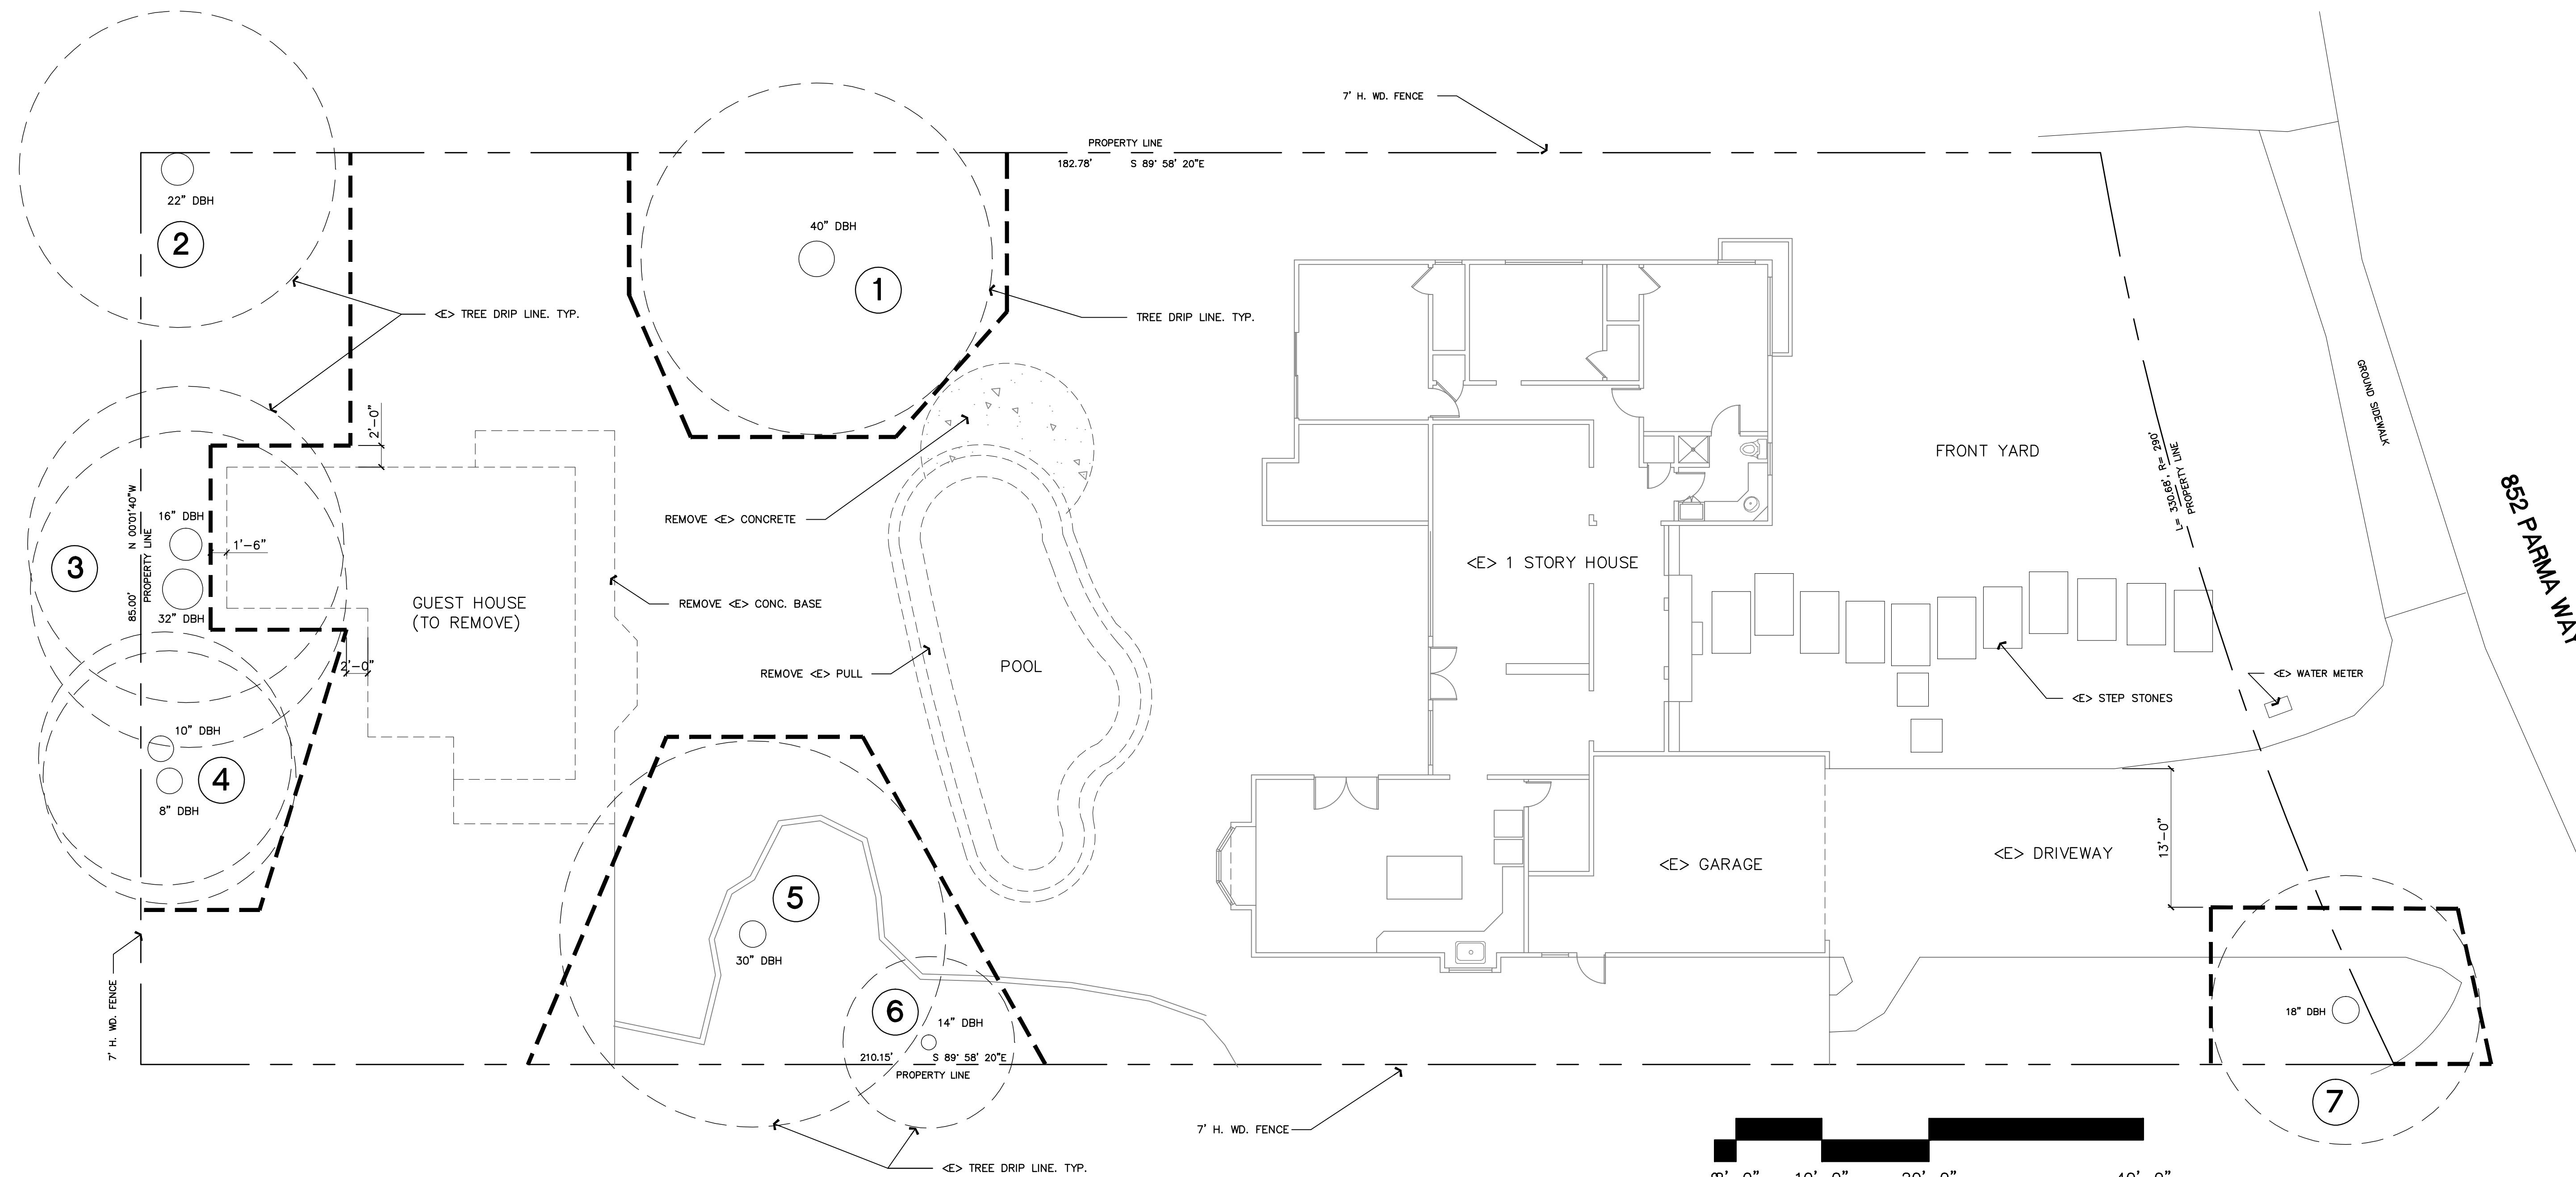 7' H. WD. FENCE
PROPERTY LINE
182.78' S 89° 58' 20"E
22" DBH
2
40" DBH
1
<E> TREE DRIP LINE. TYP.
TREE DRIP LINE. TYP.
2'-0"
GROUND SIDEWALK
FRONT YARD
L= 330.68', R= 290'
PROPERTY LINE
852 PARMA WAY
85.00' N 00°01'40"W
PROPERTY LINE
16" DBH
3
1'-6"
32" DBH
REMOVE <E> CONCRETE
<E> 1 STORY HOUSE
GUEST HOUSE
(TO REMOVE)
REMOVE <E> CONC. BASE
2'-0"
REMOVE <E> PULL
POOL
<E> WATER METER
<E> STEP STONES
10" DBH
4
8" DBH
<E> GARAGE
<E> DRIVEWAY
13'-0"
5
30" DBH
7' H. WD. FENCE
6
14" DBH
18" DBH
210.15' S 89° 58' 20"E
PROPERTY LINE
7
7' H. WD. FENCE
<E> TREE DRIP LINE. TYP.